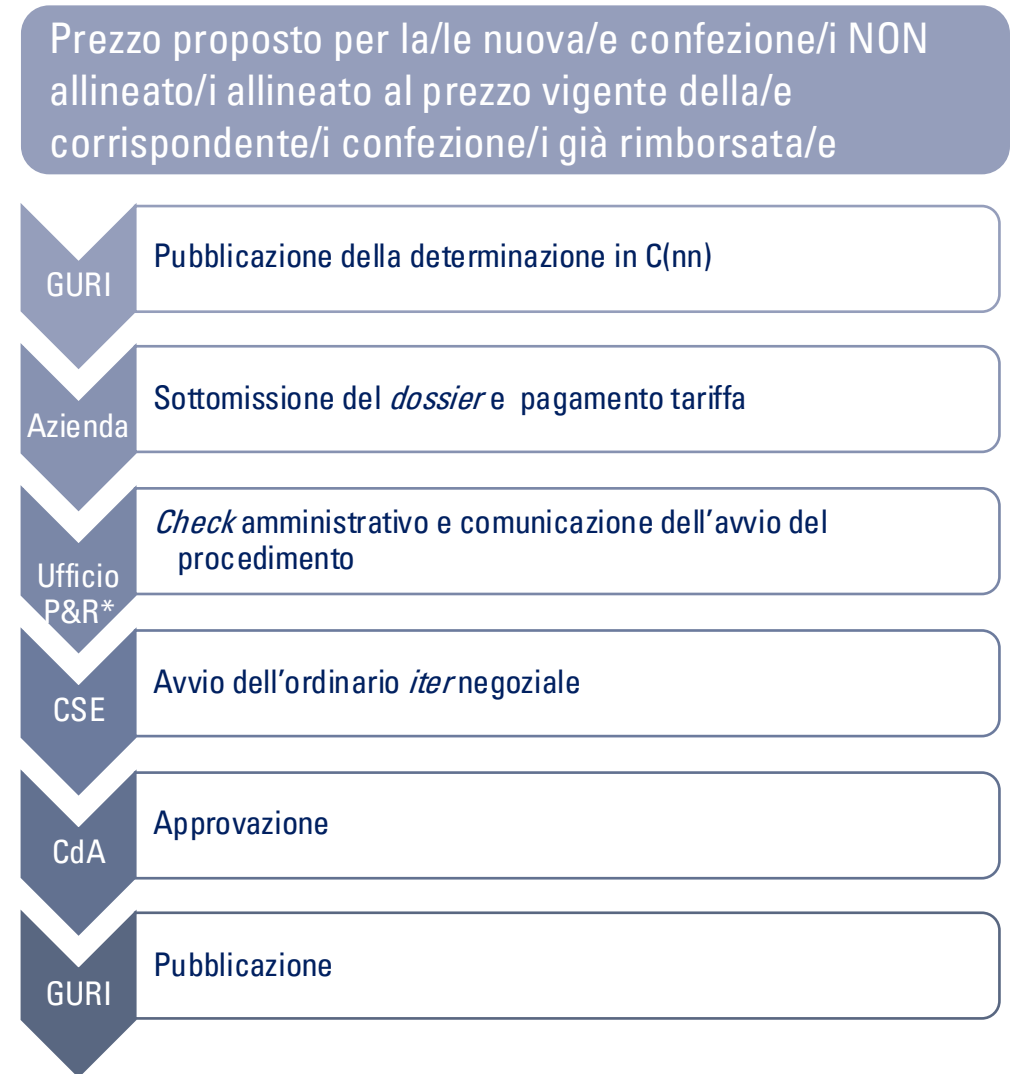 Prezzo proposto per la/le nuova/e confezione/i NON
allineato/i allineato al prezzo vigente della/e
corrispondente/i confezione/i già rimborsata/e
GURI
Pubblicazione della determinazione in C(nn)
Azienda
Sottomissione del dossier e pagamento tariffa
Ufficio
P&R*
Check amministrativo e comunicazione dell'avvio del
procedimento
CSE
Avvio dell'ordinario iter negoziale
CdA
Approvazione
GURI
Pubblicazione